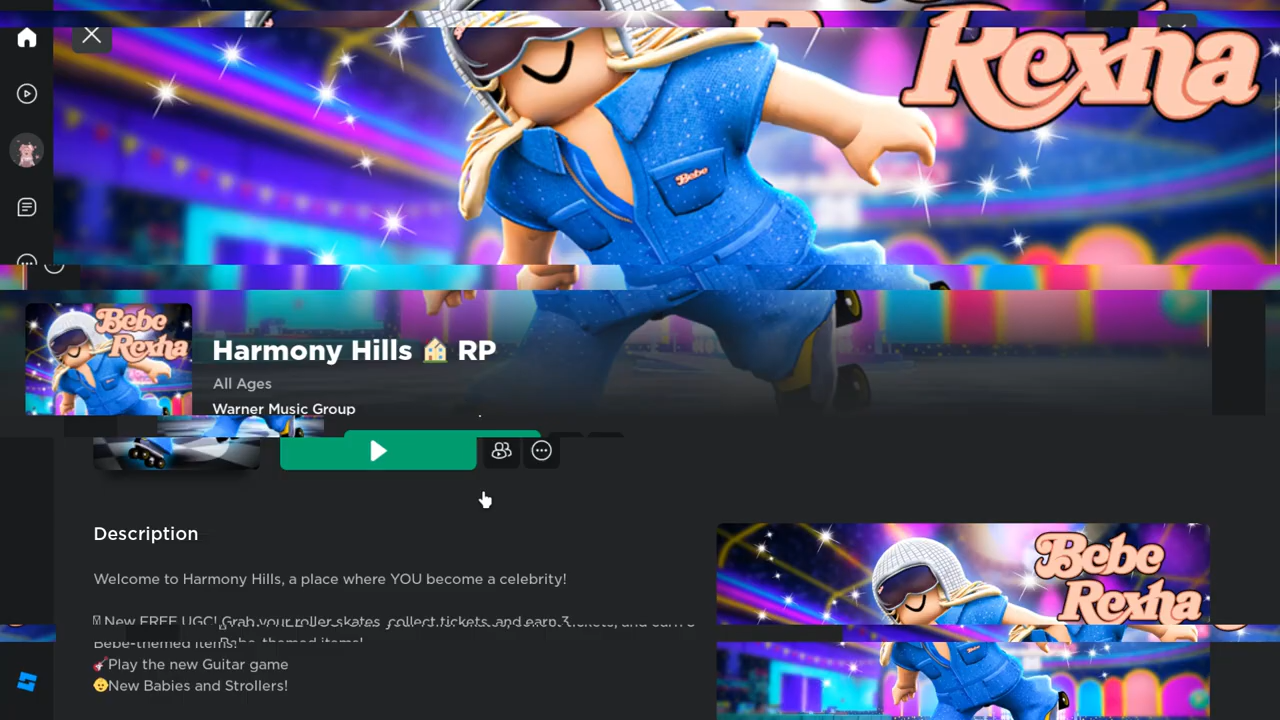 Rexha
Bebe
Bebe
Rexha
Harmony Hills 🏠 RP
All Ages
Warner Music Group
Description
Bebe
Rexha
Welcome to Harmony Hills, a place where YOU become a celebrity!
New FREE UGC! Grab your roller skates, collect tickets, and earn 3
Bebe-themed items!
🎸Play the new Guitar game
👶New Babies and Strollers!